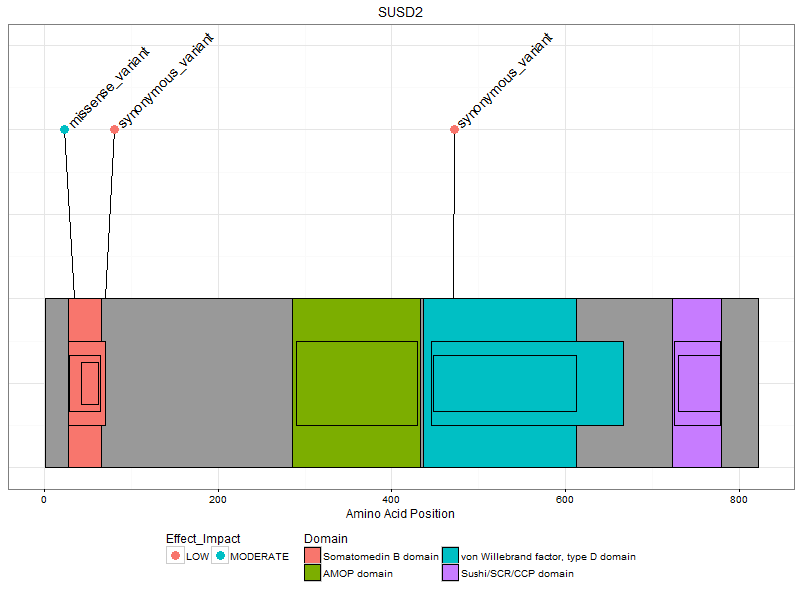 SUSD2
missense_variant
synonymous_variant
synonymous_variant
0 200 400 600 800
Amino Acid Position
Effect_Impact
LOW MODERATE
Domain
Somatomedin B domain von Willebrand factor, type D domain
AMOP domain Sushi/SCR/CCP domain